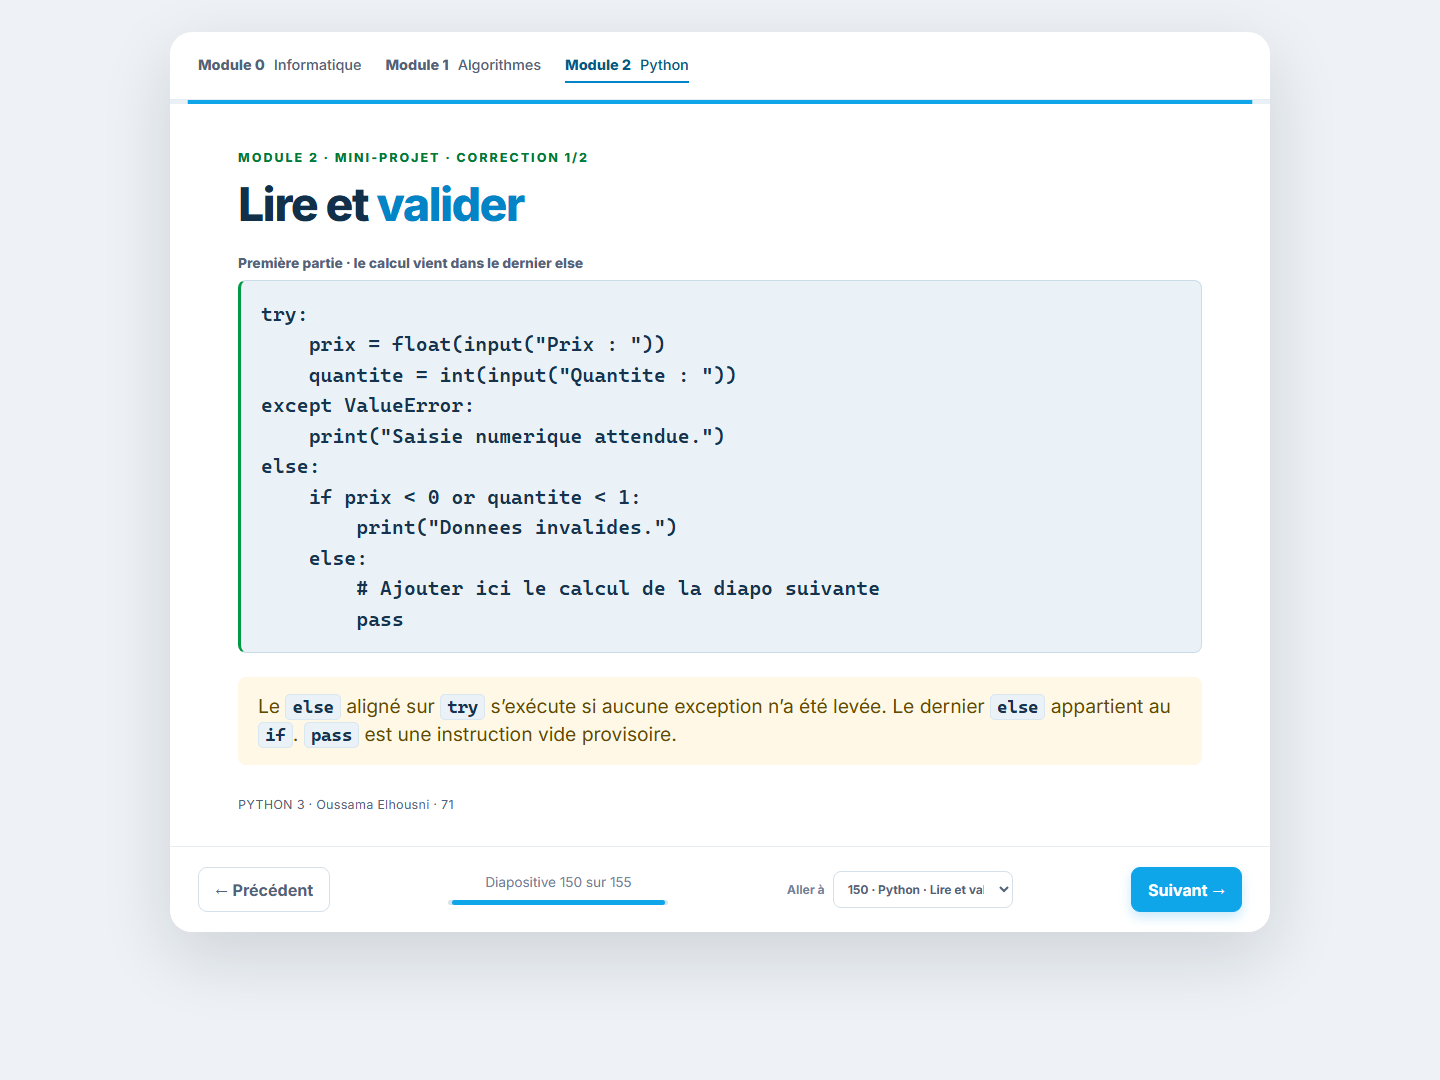 Module 0 Informatique Module 1 Algorithmes Module 2 Python
MODULE 2 · MINI-PROJET · CORRECTION 1/2
Lire et valider
Première partie · le calcul vient dans le dernier else
try:
    prix = float(input("Prix : "))
    quantite = int(input("Quantite : "))
except ValueError:
    print("Saisie numerique attendue.")
else:
    if prix < 0 or quantite < 1:
        print("Donnees invalides.")
    else:
        # Ajouter ici le calcul de la diapo suivante
        pass
Le else aligné sur try s’exécute si aucune exception n’a été levée. Le dernier else appartient au
if. pass est une instruction vide provisoire.
PYTHON 3 · Oussama Elhousni · 71
← Précédent
Diapositive 150 sur 155
Aller à
150 · Python · Lire et va
Suivant →